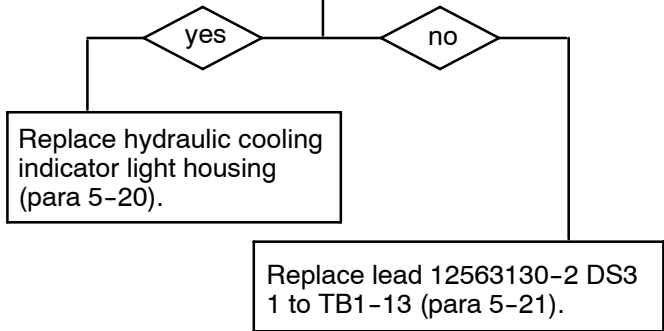 yes
no
Replace hydraulic cooling
indicator light housing
(para 5-20).
Replace lead 12563130-2 DS3
1 to TB1-13 (para 5-21).